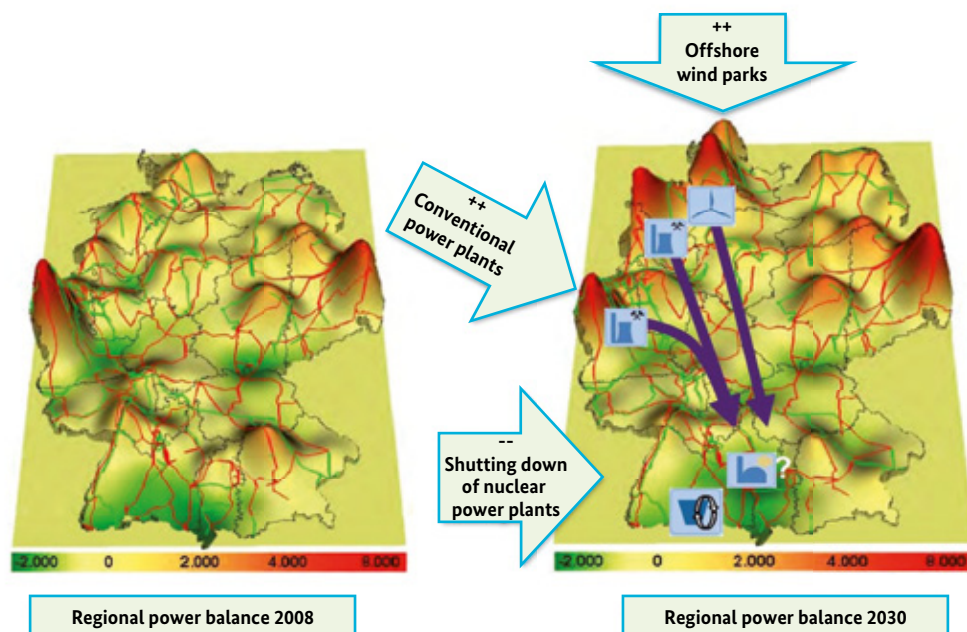 ++
Offshore
wind parks
++
Conventional
power plants
--
Shutting down
of nuclear
power plants
?
-2.000 0 2.000 4.000 8.000
-2.000 0 2.000 4.000 8.000
Regional power balance 2008
Regional power balance 2030